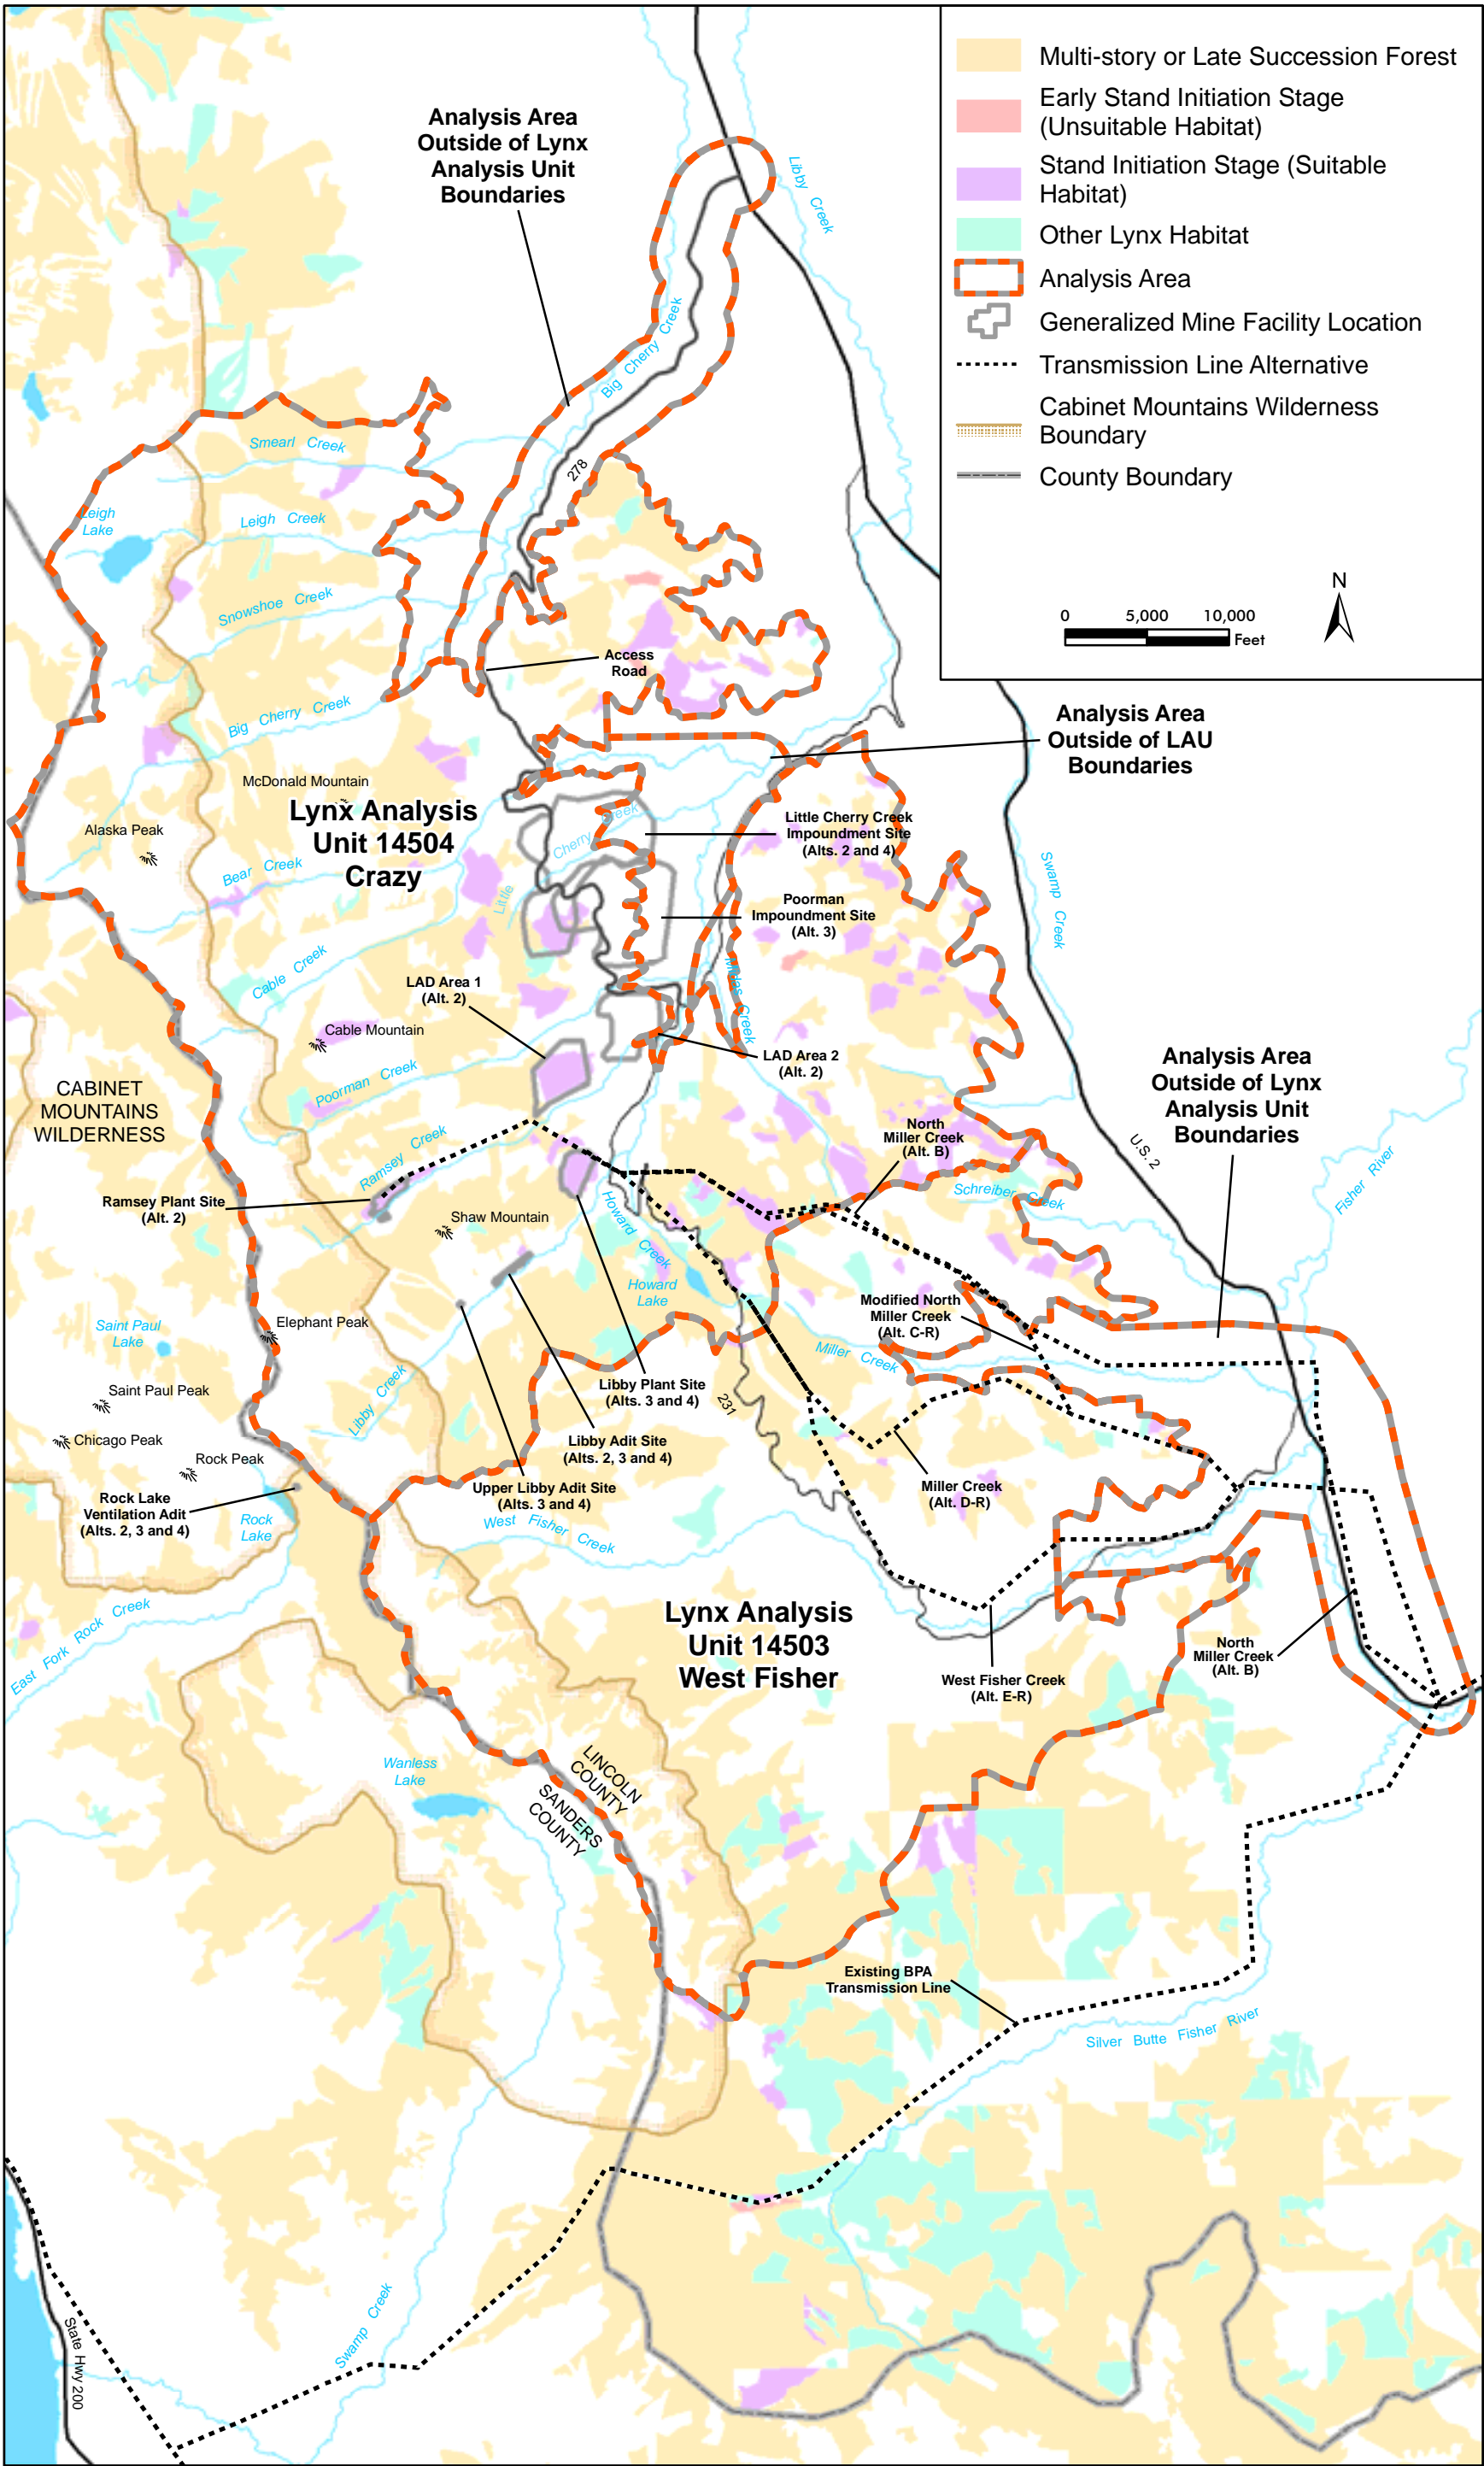 Multi-story or Late Succession Forest
Early Stand Initiation Stage
(Unsuitable Habitat)
Stand Initiation Stage (Suitable
Habitat)
Other Lynx Habitat
Analysis Area
Generalized Mine Facility Location
Transmission Line Alternative
Cabinet Mountains Wilderness
Boundary
County Boundary
N
0 5,000 10,000
Feet
Analysis Area
Outside of Lynx
Analysis Unit
Boundaries
Libby Creek
Big Cherry Creek
278
Smearl Creek
Leigh
Lake
Leigh Creek
Snowshoe Creek
Access
Road
Big Cherry Creek
Analysis Area
Outside of LAU
Boundaries
McDonald Mountain
Lynx Analysis
Unit 14504
Crazy
Alaska Peak
Little Cherry Creek
Impoundment Site
(Alts. 2 and 4)
Little Cherry Creek
Bear Creek
Swamp Creek
Poorman
Impoundment Site
(Alt. 3)
Cable Creek
Midas Creek
LAD Area 1
(Alt. 2)
Cable Mountain
LAD Area 2
(Alt. 2)
Poorman Creek
CABINET
MOUNTAINS
WILDERNESS
Analysis Area
Outside of Lynx
Analysis Unit
Boundaries
North
Miller Creek
(Alt. B)
U.S. 2
Ramsey Creek
Fisher River
Schreiber Creek
Ramsey Plant Site
(Alt. 2)
Shaw Mountain
Howard Creek
Howard
Lake
Modified North
Miller Creek
(Alt. C-R)
Saint Paul
Lake
Elephant Peak
Miller Creek
Libby Plant Site
(Alts. 3 and 4)
Saint Paul Peak
Libby Creek
231
Chicago Peak
Libby Adit Site
(Alts. 2, 3 and 4)
Rock Peak
Upper Libby Adit Site
(Alts. 3 and 4)
Miller Creek
(Alt. D-R)
Rock Lake
Ventilation Adit
(Alts. 2, 3 and 4)
Rock
Lake
West Fisher Creek
East Fork Rock Creek
Lynx Analysis
Unit 14503
West Fisher
North
Miller Creek
(Alt. B)
West Fisher Creek
(Alt. E-R)
Wanless
Lake
LINCOLN
COUNTY
SANDERS
COUNTY
Existing BPA
Transmission Line
Silver Butte Fisher River
Swamp Creek
State Hwy 200